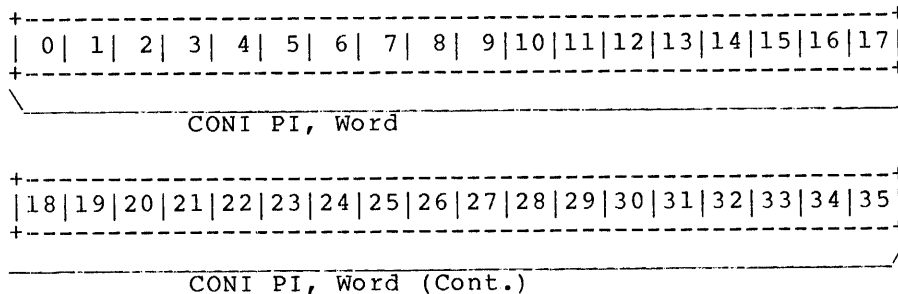 | 0| 1| 2| 3| 4| 5| 6| 7| 8| 9|10|11|12|13|14|15|16|17|
CONI PI, Word
|18|19|20|21|22|23|24|25|26|27|28|29|30|31|32|33|34|35
CONI PI, Word (Cont.)